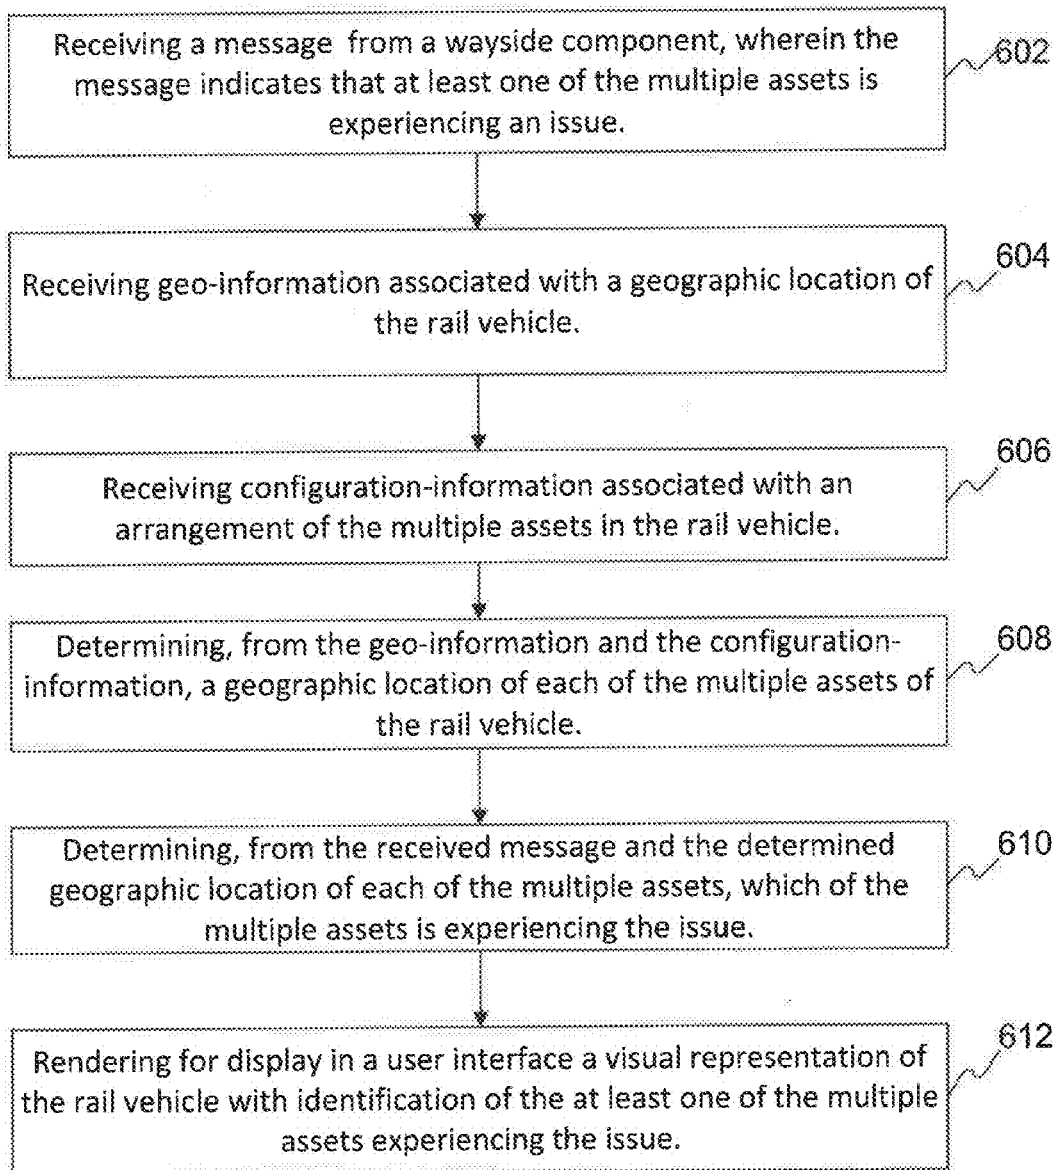 Receiving a message from a wayside component, wherein the
message indicates that at least one of the multiple assets is
experiencing an issue.
602
Receiving geo-information associated with a geographic location of
the rail vehicle.
604
Receiving configuration-information associated with an
arrangement of the multiple assets in the rail vehicle.
606
Determining, from the geo-information and the configuration-
information, a geographic location of each of the multiple assets of
the rail vehicle.
608
Determining, from the received message and the determined
geographic location of each of the multiple assets, which of the
multiple assets is experiencing the issue.
610
Rendering for display in a user interface a visual representation of
the rail vehicle with identification of the at least one of the multiple
assets experiencing the issue.
612